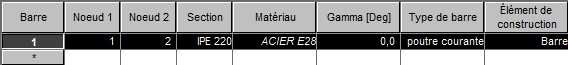 Barre Noeud 1 Noeud 2 Section Matériau Gamma [Deg] Type de barre Élément de construction
1 1 2 IPE 220 ACIER E28 0,0 poutre courante Barre
*